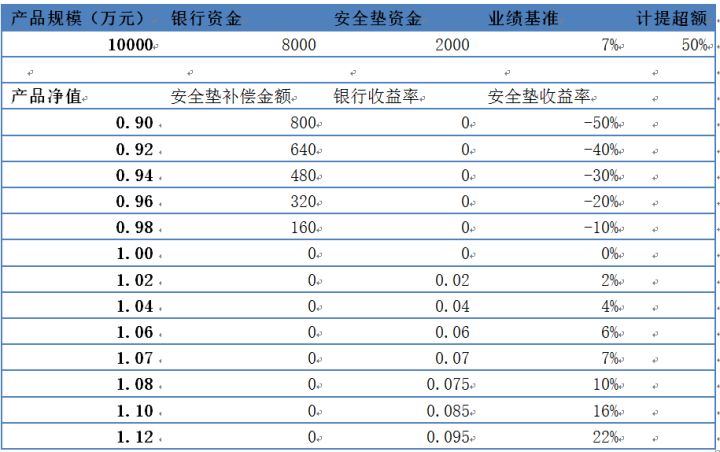 产品规模（万元） 银行资金 安全垫资金 业绩基准 计提超额
10000 8000 2000 7% 50%
产品净值 安全垫补偿金额 银行收益率 安全垫收益率
0.90 800 0 -50%
0.92 640 0 -40%
0.94 480 0 -30%
0.96 320 0 -20%
0.98 160 0 -10%
1.00 0 0 0%
1.02 0 0.02 2%
1.04 0 0.04 4%
1.06 0 0.06 6%
1.07 0 0.07 7%
1.08 0 0.075 10%
1.10 0 0.085 16%
1.12 0 0.095 22%